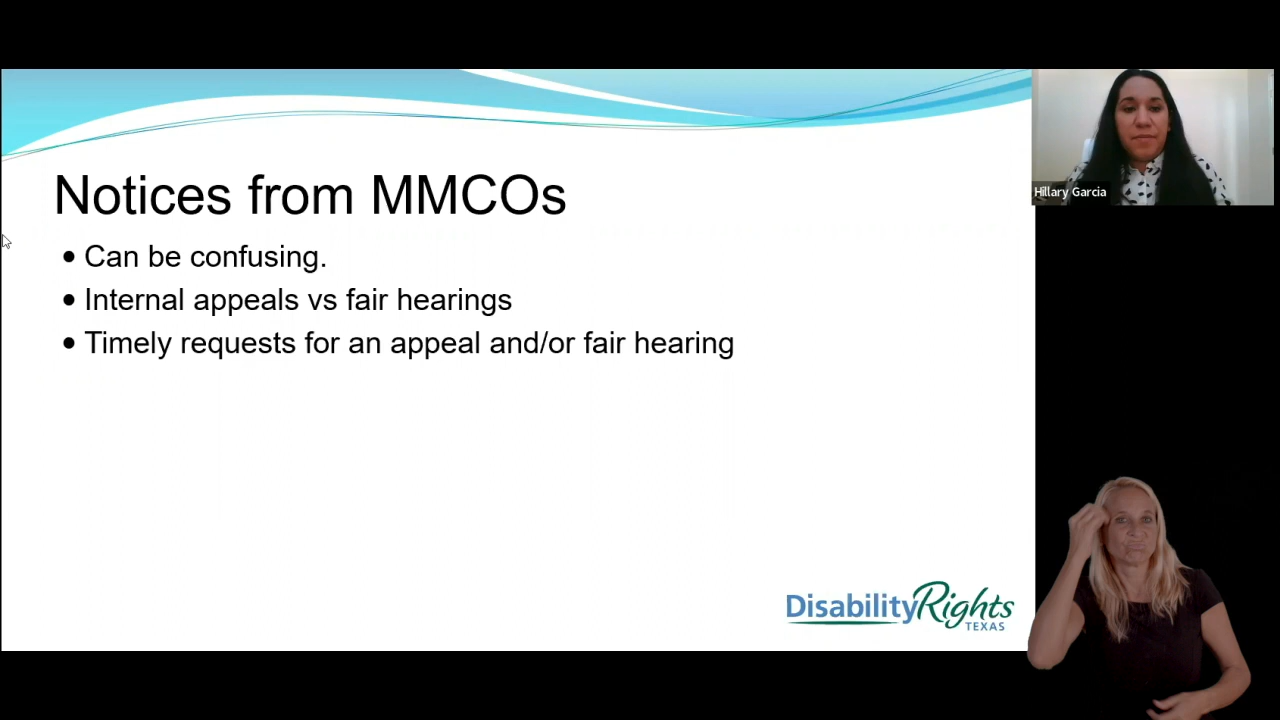 Notices from MMCOs
• Can be confusing.
• Internal appeals vs fair hearings
• Timely requests for an appeal and/or fair hearing
Hillary Garcia
DisabilityRights
TEXAS